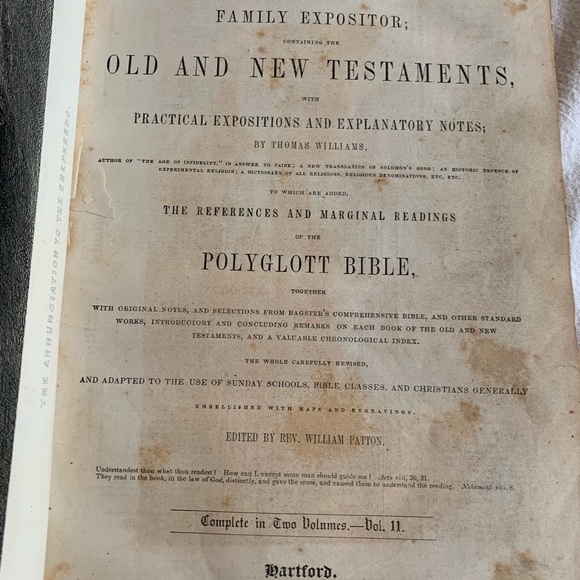 FAMILY EXPOSITOR;
CONTAINING THE
OLD AND NEW TESTAMENTS,
WITH
PRACTICAL EXPOSITIONS AND EXPLANATORY NOTES;
BY THOMAS WILLIAMS,
AUTHOR OF "THE AGE OF INFIDELITY," IN ANSWER TO PAINE; A NEW TRANSLATION OF SOLOMON'S SONG; AN HISTORIC DEFENCE OF
EXPERIMENTAL RELIGION; A DICTIONARY OF ALL RELIGIONS, RELIGIOUS DENOMINATIONS, ETC, ETC.
TO WHICH ARE ADDED,
THE REFERENCES AND MARGINAL READINGS
OF THE
POLYGLOTT BIBLE,
TOGETHER
WITH ORIGINAL NOTES, AND SELECTIONS FROM BAGSTER'S COMPREHENSIVE BIBLE, AND OTHER STANDARD
WORKS, INTRODUCTORY AND CONCLUDING REMARKS ON EACH BOOK OF THE OLD AND NEW
TESTAMENTS, AND A VALUABLE CHRONOLOGICAL INDEX.
THE WHOLE CAREFULLY REVISED,
AND ADAPTED TO THE USE OF SUNDAY SCHOOLS, BIBLE CLASSES, AND CHRISTIANS GENERALLY
EMBELLISHED WITH MAPS AND ENGRAVINGS.
EDITED BY REV. WILLIAM PATTON.
Understandest thou what thou readest? How can I, except some man should guide me? Acts viii, 30, 31.
They read in the book, in the law of God, distinctly, and gave the sense, and caused them to understand the reading. Nehemiah viii. 8.
Complete in Two Volumes.—Vol. II.
Hartford.